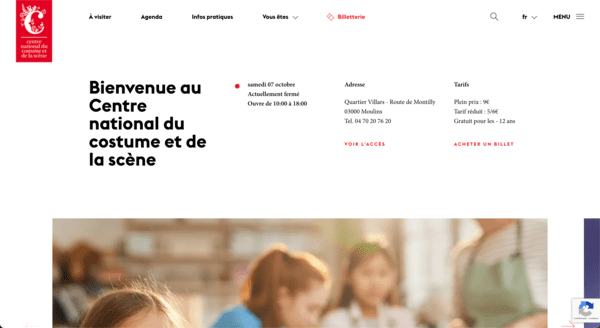 centre
national du
costume et
de la scène
À visiter
Agenda
Infos pratiques
Vous êtes
Billetterie
fr
MENU
Bienvenue au
Centre
national du
costume et de
la scène
samedi 07 octobre
Actuellement fermé
Ouvre de 10:00 à 18:00
Adresse
Quartier Villars - Route de Montilly
03000 Moulins
Tel. 04 70 20 76 20
VOIR L'ACCÈS
Tarifs
Plein prix : 9€
Tarif réduit : 5/6€
Gratuit pour les - 12 ans
ACHETER UN BILLET